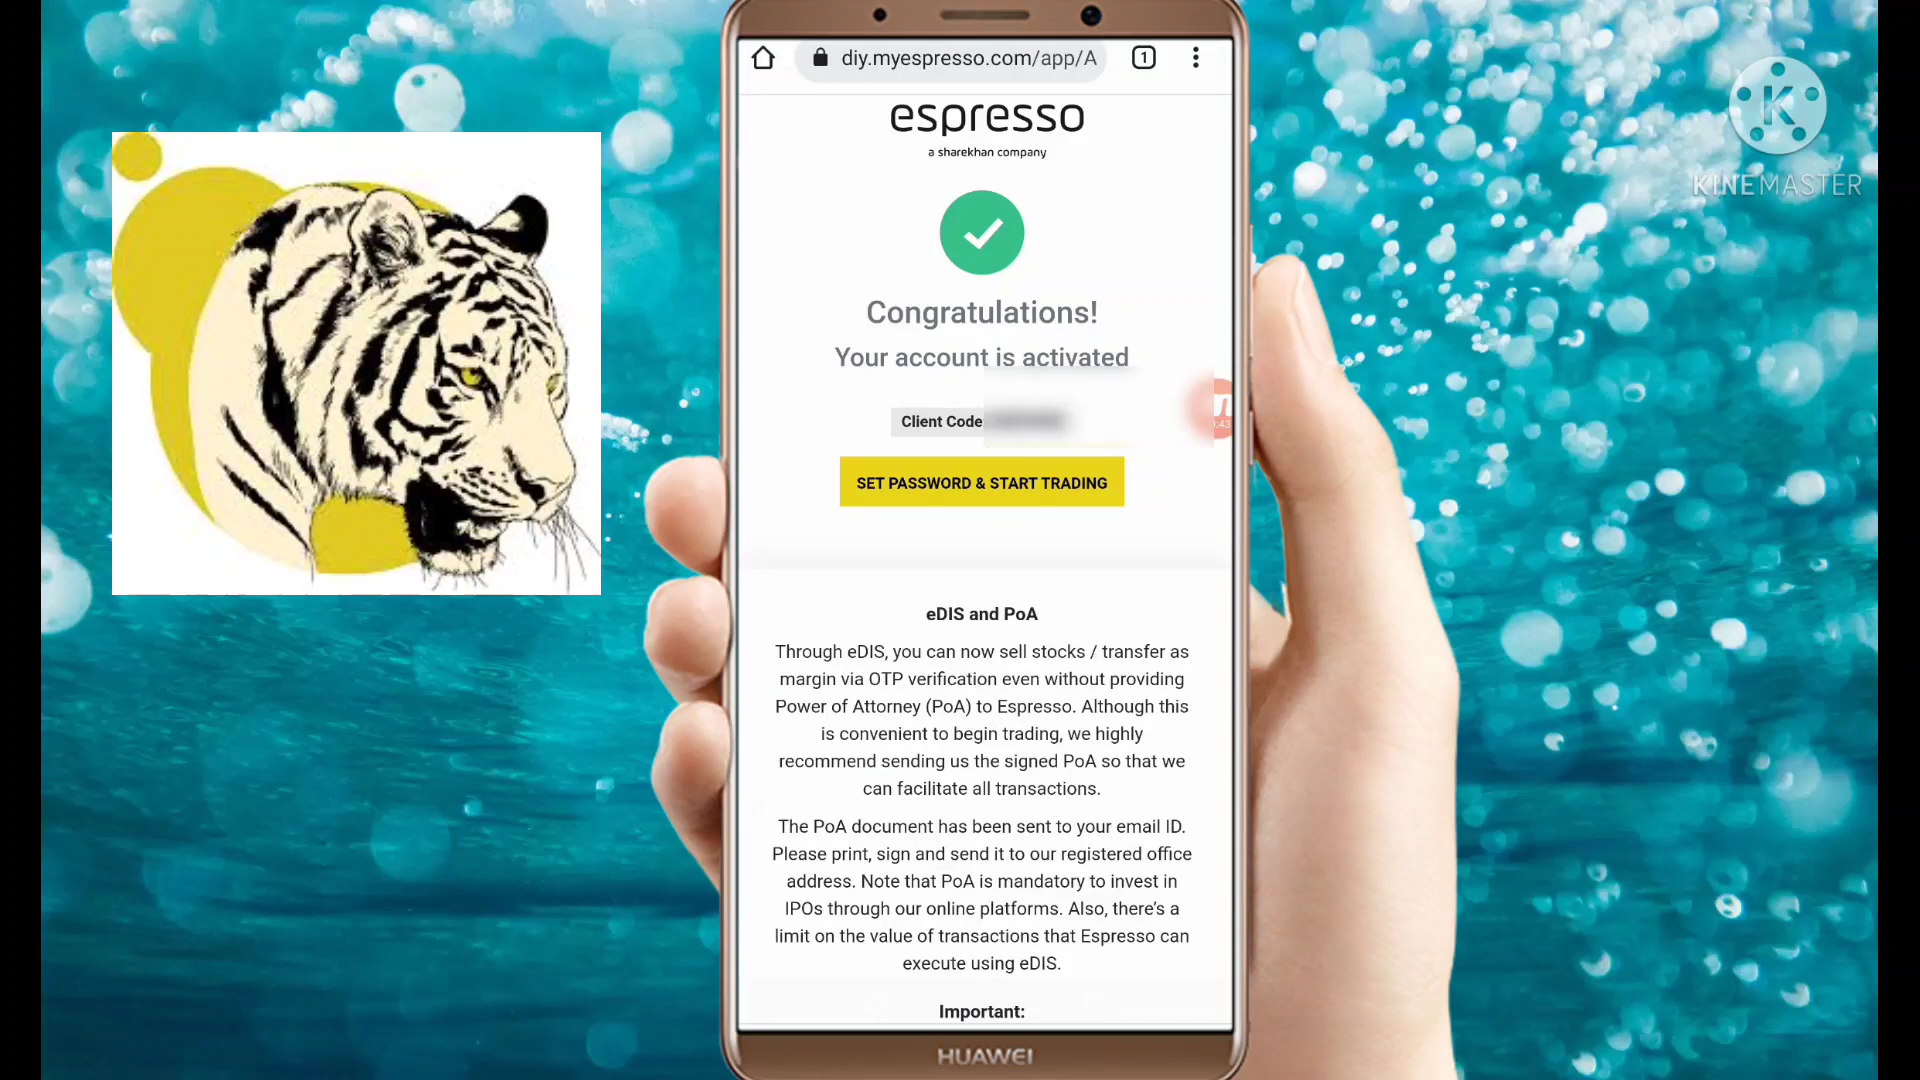 diy.myespresso.com/app/A
1
espresso
a sharekhan company
Congratulations!
Your account is activated
Client Code
:43
SET PASSWORD & START TRADING
eDIS and PoA
Through eDIS, you can now sell stocks / transfer as
margin via OTP verification even without providing
Power of Attorney (PoA) to Espresso. Although this
is convenient to begin trading, we highly
recommend sending us the signed PoA so that we
can facilitate all transactions.
The PoA document has been sent to your email ID.
Please print, sign and send it to our registered office
address. Note that PoA is mandatory to invest in
IPOs through our online platforms. Also, there's a
limit on the value of transactions that Espresso can
execute using eDIS.
Important:
HUAWEI
K
KINEMASTER